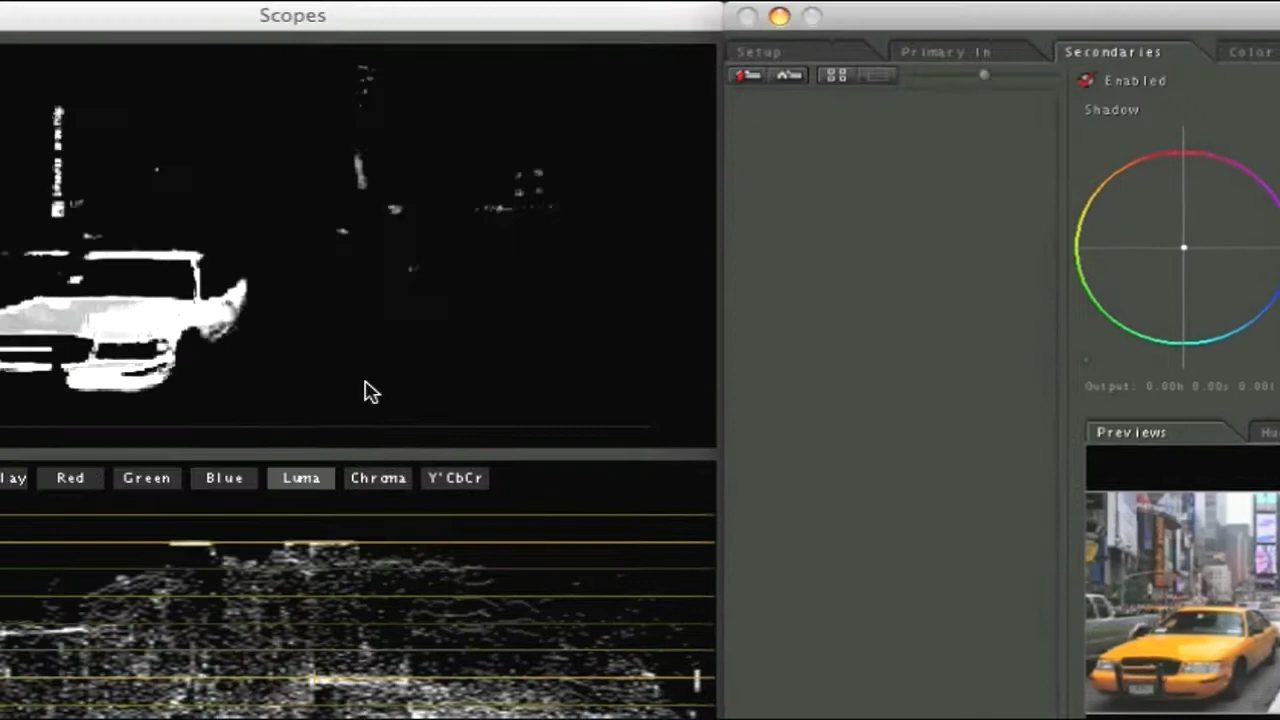 Scopes
Setup
Primary In
Secondaries
Color
Enabled
Shadow
Output: 0.00h 0.00s 0.00l
Previews
Hu
lay
Red
Green
Blue
Luma
Chroma
Y'CbCr